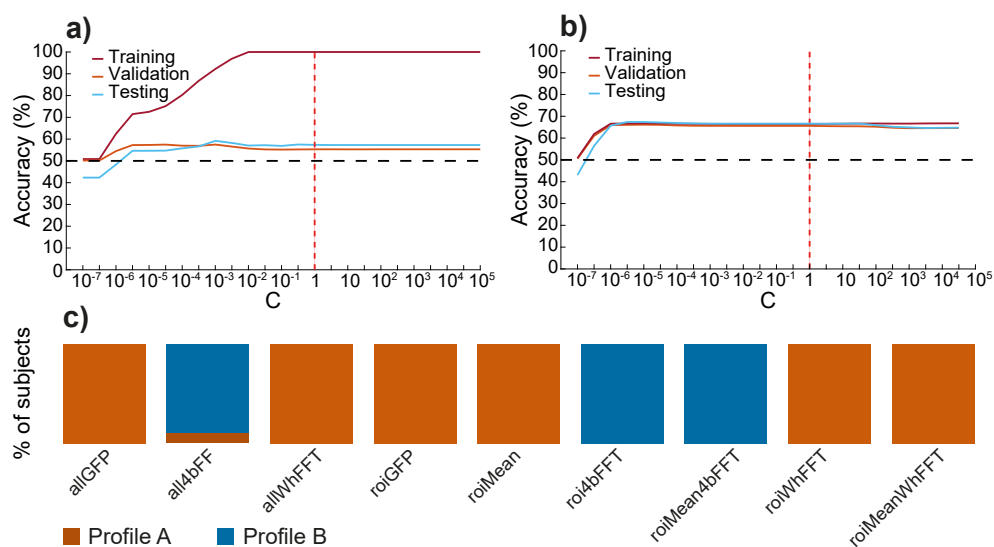 a)
100
90
80
70
60
50
40
30
20
10
0
Accuracy (%)
Training
Validation
Testing
10⁻⁷ 10⁻⁶ 10⁻⁵ 10⁻⁴ 10⁻³ 10⁻² 10⁻¹ 1 10 10² 10³ 10⁴ 10⁵
C
b)
100
90
80
70
60
50
40
30
20
10
0
Accuracy (%)
Training
Validation
Testing
10⁻⁷ 10⁻⁶ 10⁻⁵ 10⁻⁴ 10⁻³ 10⁻² 10⁻¹ 1 10 10² 10³ 10⁴ 10⁵
C
c)
% of subjects
allGFP
all4bFF
allWhFFT
roiGFP
roiMean
roi4bFFT
roiMean4bFFT
roiWhFFT
roiMeanWhFFT
Profile A
Profile B